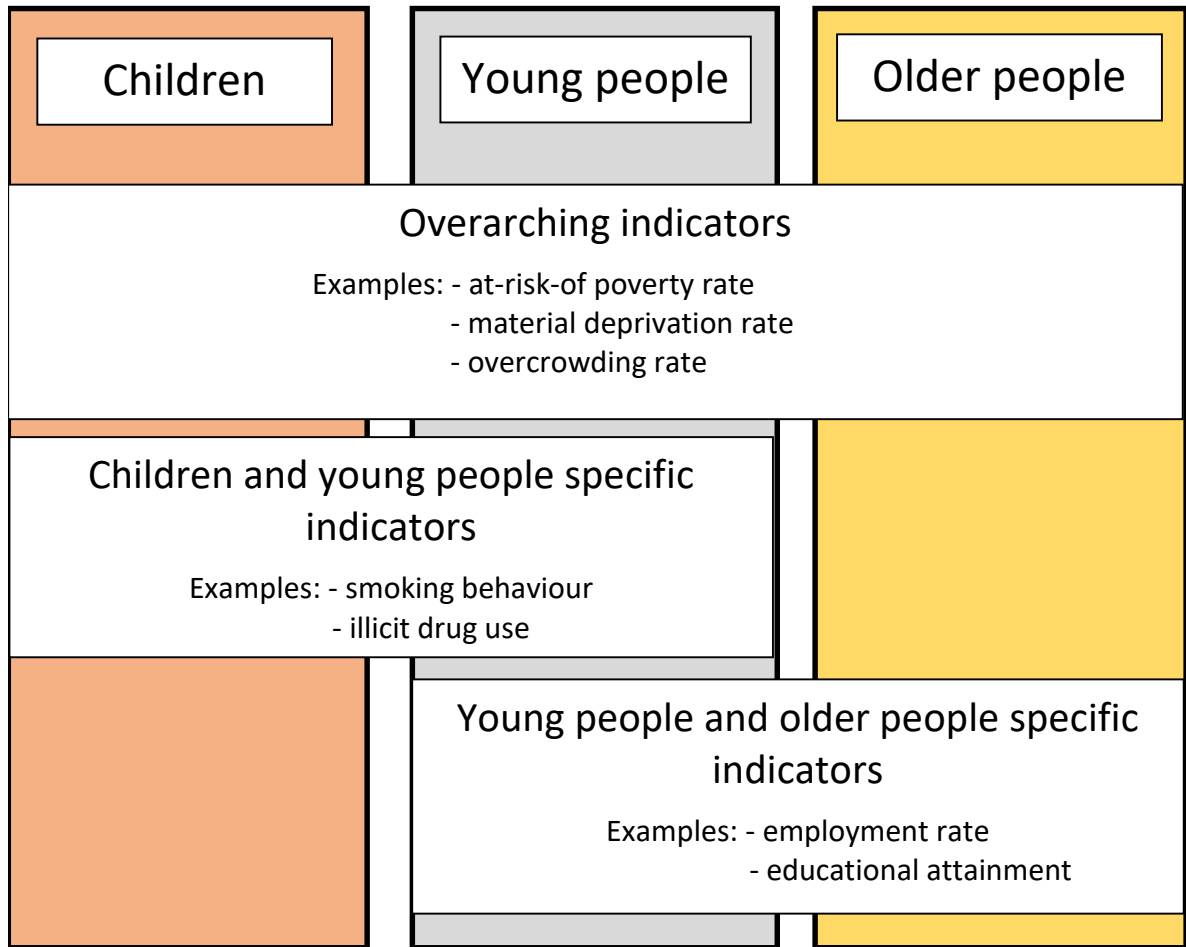 Children
Young people
Older people
Overarching indicators
Examples: - at-risk-of poverty rate
- material deprivation rate
- overcrowding rate
Children and young people specific
indicators
Examples: - smoking behaviour
- illicit drug use
Young people and older people specific
indicators
Examples: - employment rate
- educational attainment